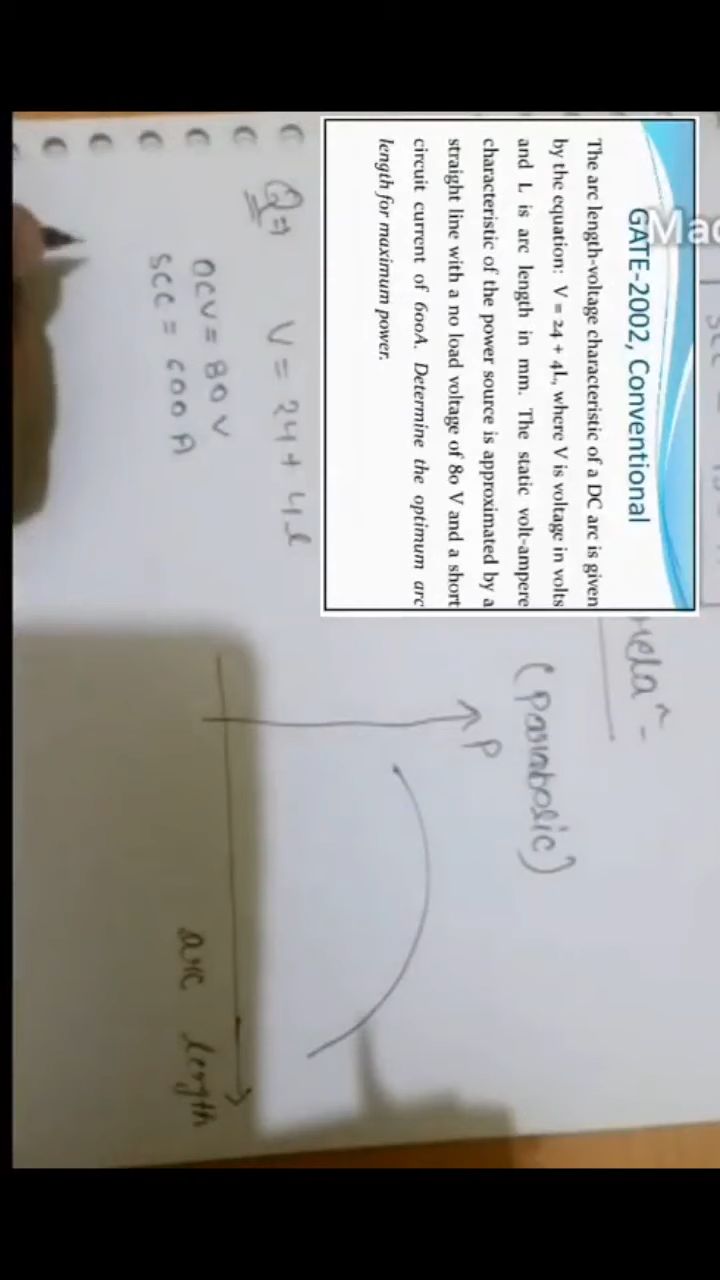 Mad
GATE-2002, Conventional
The arc length-voltage characteristic of a DC arc is given
by the equation: V = 24 + 4L, where V is voltage in volts
and L is arc length in mm. The static volt-ampere
characteristic of the power source is approximated by a
straight line with a no load voltage of 80 V and a short
circuit current of 600A. Determine the optimum arc
length for maximum power.
(parabolic)
P
arc length
Q⇒
V = 24 + 4l
OCV = 80 V
SCC = 600 A